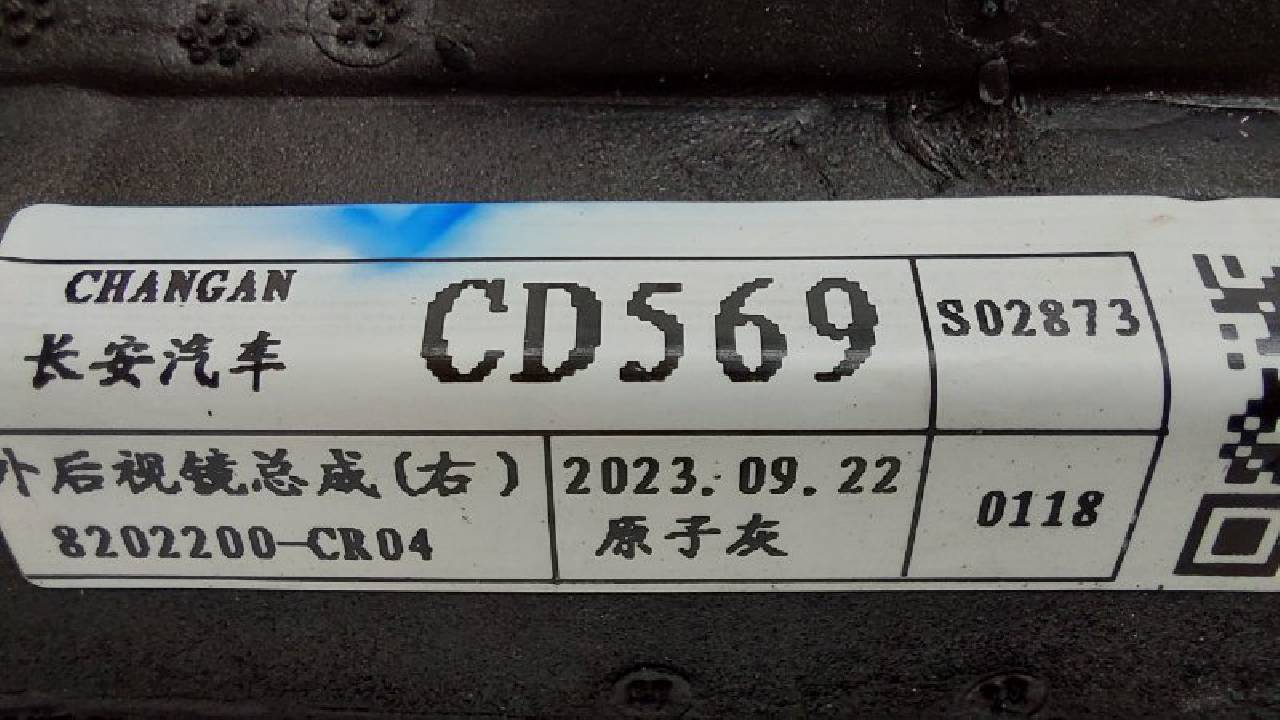 CHANGAN
长安汽车
CD569
S02873
外后视镜总成(右)
8202200-CR04
2023.09.22
原子灰
0118